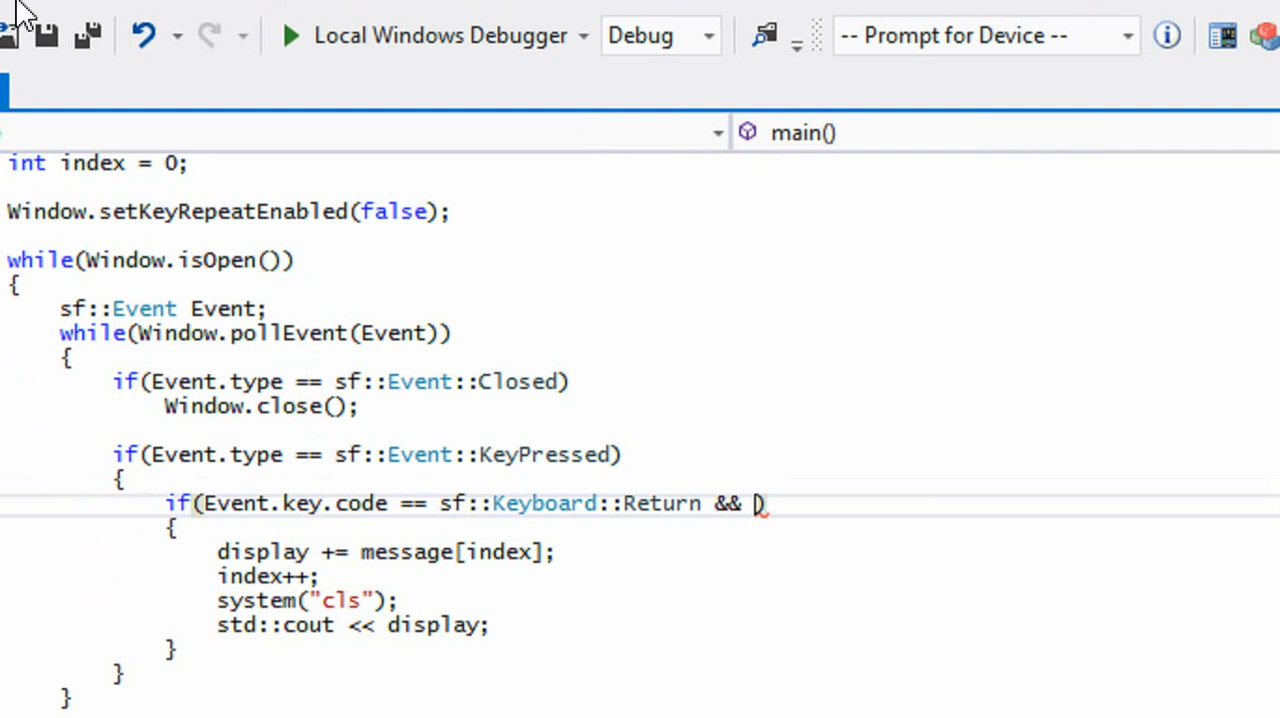 Local Windows Debugger Debug -- Prompt for Device --
main()
int index = 0;
Window.setKeyRepeatEnabled(false);
while(Window.isOpen())
{
sf::Event Event;
while(Window.pollEvent(Event))
{
if(Event.type == sf::Event::Closed)
Window.close();
if(Event.type == sf::Event::KeyPressed)
{
if(Event.key.code == sf::Keyboard::Return && )
{
display += message[index];
index++;
system("cls");
std::cout << display;
}
}
}